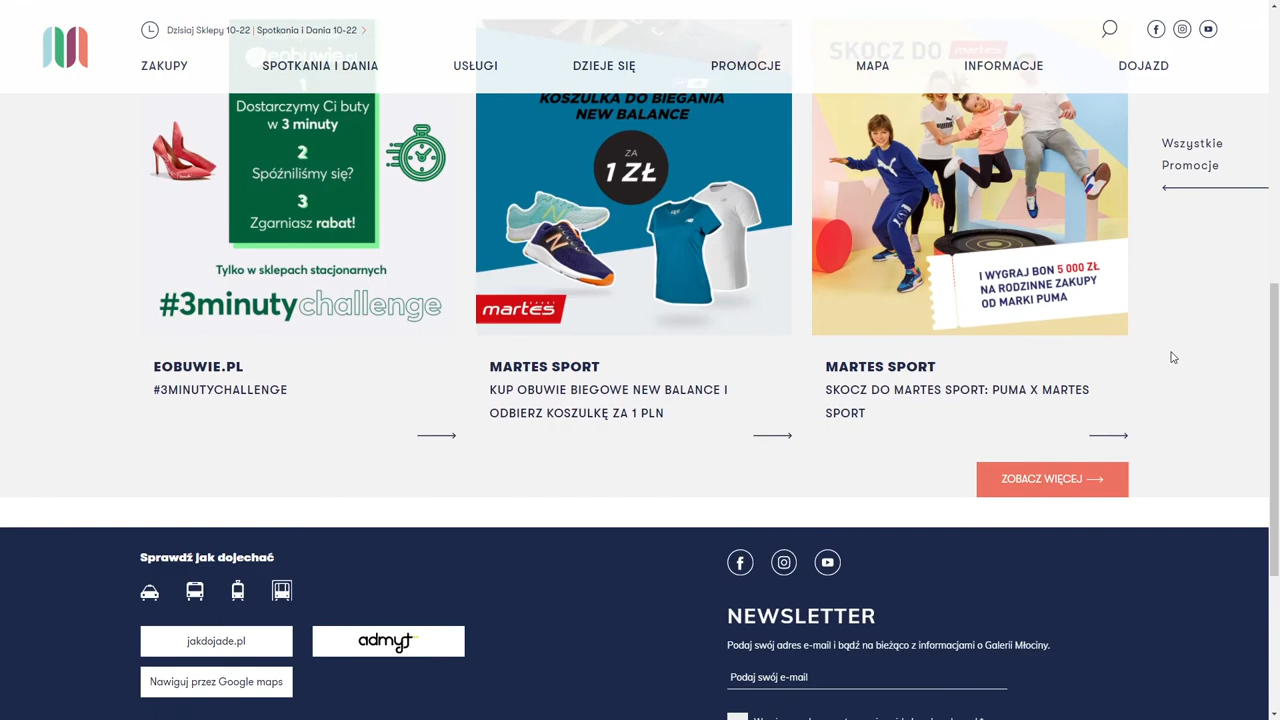 Dzisiaj Sklepy 10-22 | Spotkania i Dania 10-22
ZAKUPY
SPOTKANIA I DANIA
USŁUGI
DZIEJE SIĘ
PROMOCJE
MAPA
INFORMACJE
DOJAZD
eobuwie.pl
1
Dostarczymy Ci buty
w 3 minuty
2
Spóźniliśmy się?
3
Zgarniasz rabat!
Tylko w sklepach stacjonarnych
#3minutychallenge
KOSZULKA DO BIEGANIA
NEW BALANCE
ZA
1 ZŁ
martes
SPORT
SKOCZ DO martes
I WYGRAJ BON 5 000 ZŁ
NA RODZINNE ZAKUPY
OD MARKI PUMA
Wszystkie
Promocje
EOBUWIE.PL
#3MINUTYCHALLENGE
MARTES SPORT
KUP OBUWIE BIEGOWE NEW BALANCE I
ODBIERZ KOSZULKĘ ZA 1 PLN
MARTES SPORT
SKOCZ DO MARTES SPORT: PUMA X MARTES
SPORT
ZOBACZ WIĘCEJ
Sprawdź jak dojechać
jakdojade.pl
admyt
Nawiguj przez Google maps
NEWSLETTER
Podaj swój adres e-mail i bądź na bieżąco z informacjami o Galerii Młociny.
Podaj swój e-mail